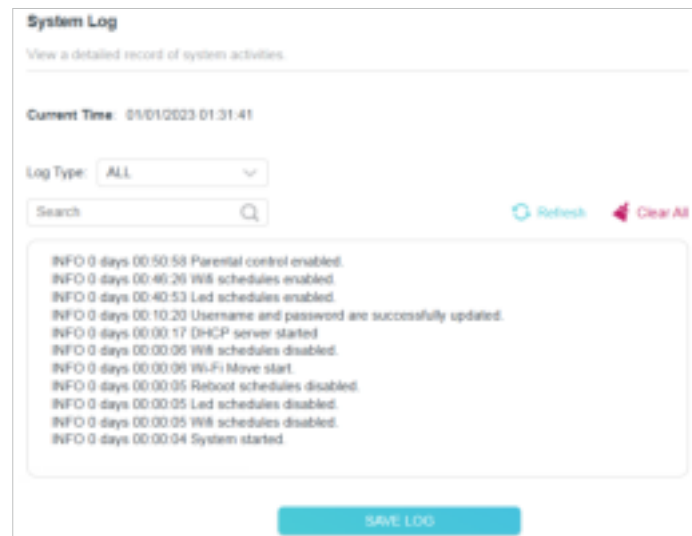 System Log
View a detailed record of system activities.
Current Time: 01/01/2023 01:31:41
Log Type: ALL
Search
Refresh
Clear All
INFO 0 days 00:50:58 Parental control enabled.
INFO 0 days 00:46:26 Wifi schedules enabled.
INFO 0 days 00:40:53 Led schedules enabled.
INFO 0 days 00:10:20 Username and password are successfully updated.
INFO 0 days 00:00:17 DHCP server started
INFO 0 days 00:00:06 Wifi schedules disabled.
INFO 0 days 00:00:06 Wi-Fi Move start.
INFO 0 days 00:00:05 Reboot schedules disabled.
INFO 0 days 00:00:05 Led schedules disabled.
INFO 0 days 00:00:05 Wifi schedules disabled.
INFO 0 days 00:00:04 System started.
SAVE LOG